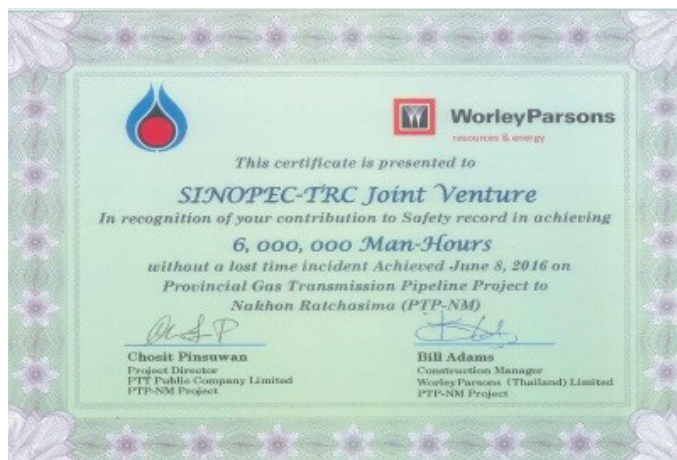 WorleyParsons
resources & energy
This certificate is presented to
SINOPEC-TRC Joint Venture
In recognition of your contribution to Safety record in achieving
6, 000, 000 Man-Hours
without a lost time incident Achieved June 8, 2016 on
Provincial Gas Transmission Pipeline Project to
Nakhon Ratchasima (PTP-NM)
Chosit Pinsuwan
Project Director
PTT Public Company Limited
PTP-NM Project
Bill Adams
Construction Manager
WorleyParsons (Thailand) Limited
PTP-NM Project